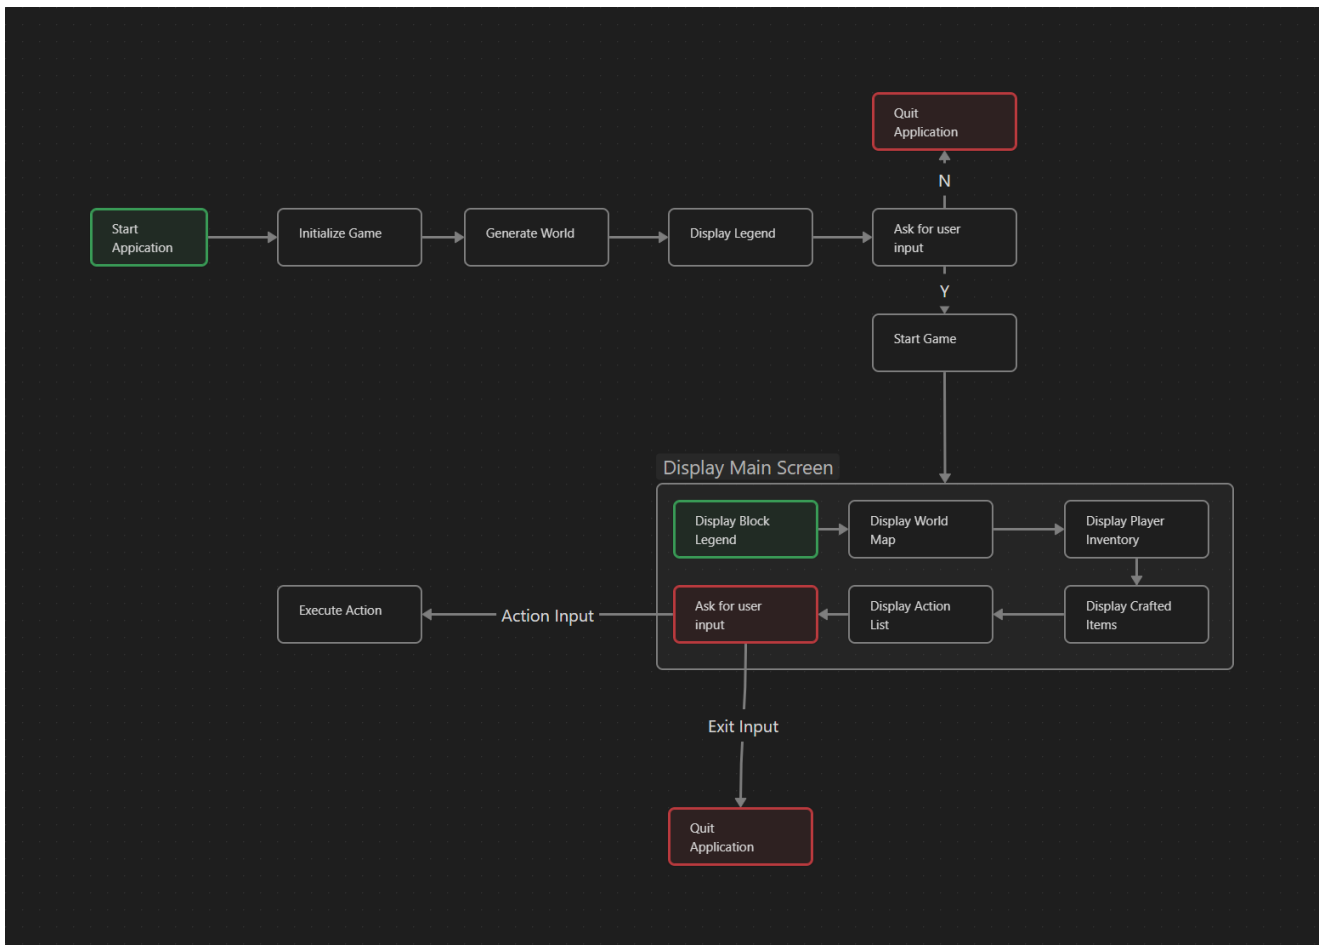 Quit
Application
N
Start
Appication
Initialize Game
Generate World
Display Legend
Ask for user
input
Y
Start Game
Display Main Screen
Display Block
Legend
Display World
Map
Display Player
Inventory
Execute Action
Action Input
Ask for user
input
Display Action
List
Display Crafted
Items
Exit Input
Quit
Application